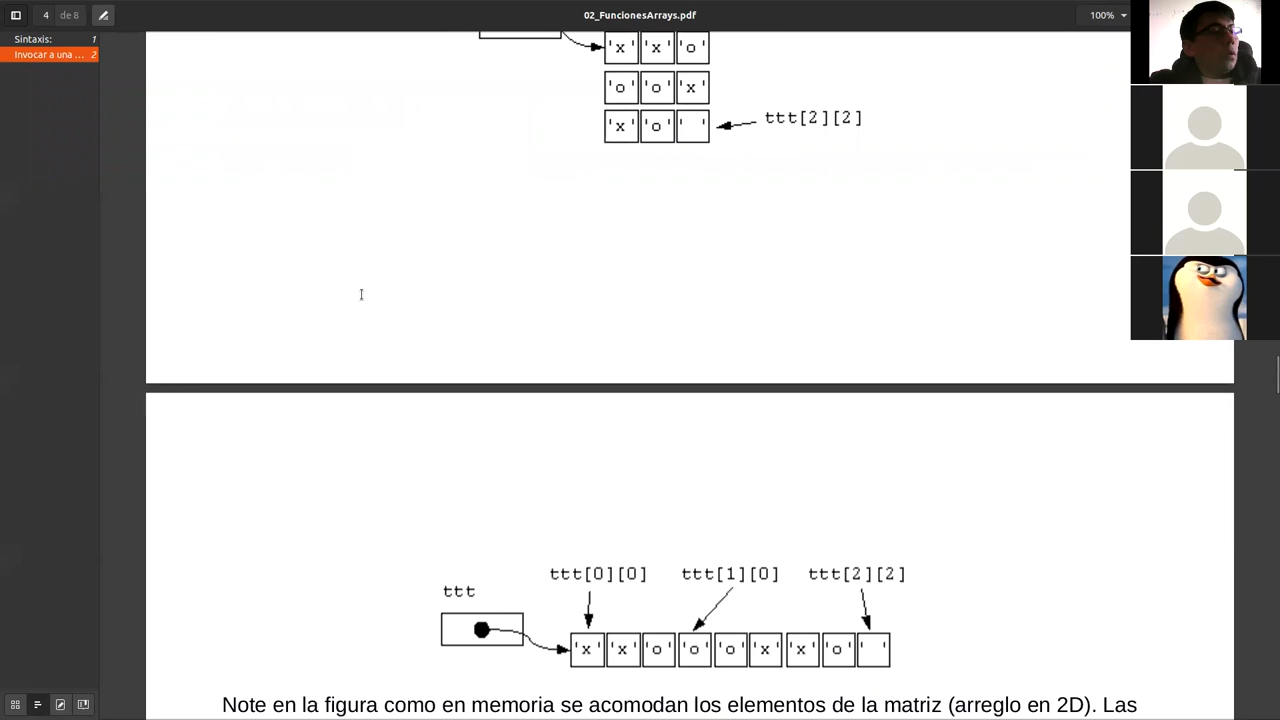 4 de 8
02_FuncionesArrays.pdf
100%
Sintaxis: 1
Invocar a una ... 2
'x' 'x' 'o'
'o' 'o' 'x'
'x' 'o' ' '
ttt[2][2]
ttt[0][0] ttt[1][0] ttt[2][2]
ttt
'x' 'x' 'o' 'o' 'o' 'x' 'x' 'o' ' '
Note en la figura como en memoria se acomodan los elementos de la matriz (arreglo en 2D). Las